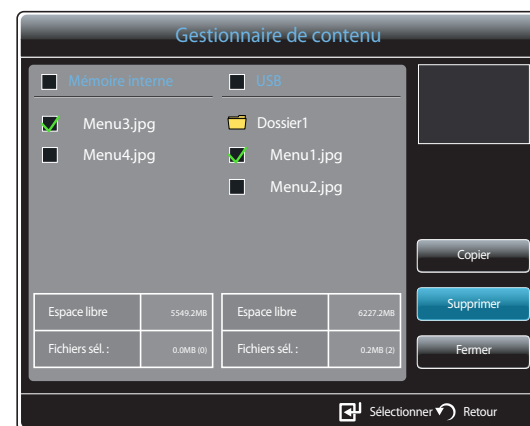 Gestionnaire de contenu
Mémoire interne
USB
Menu3.jpg
Dossier1
Menu4.jpg
Menu1.jpg
Menu2.jpg
Copier
Espace libre 5549.2MB
Espace libre 6227.2MB
Supprimer
Fichiers sél. : 0.0MB (0)
Fichiers sél. : 0.2MB (2)
Fermer
Sélectionner Retour